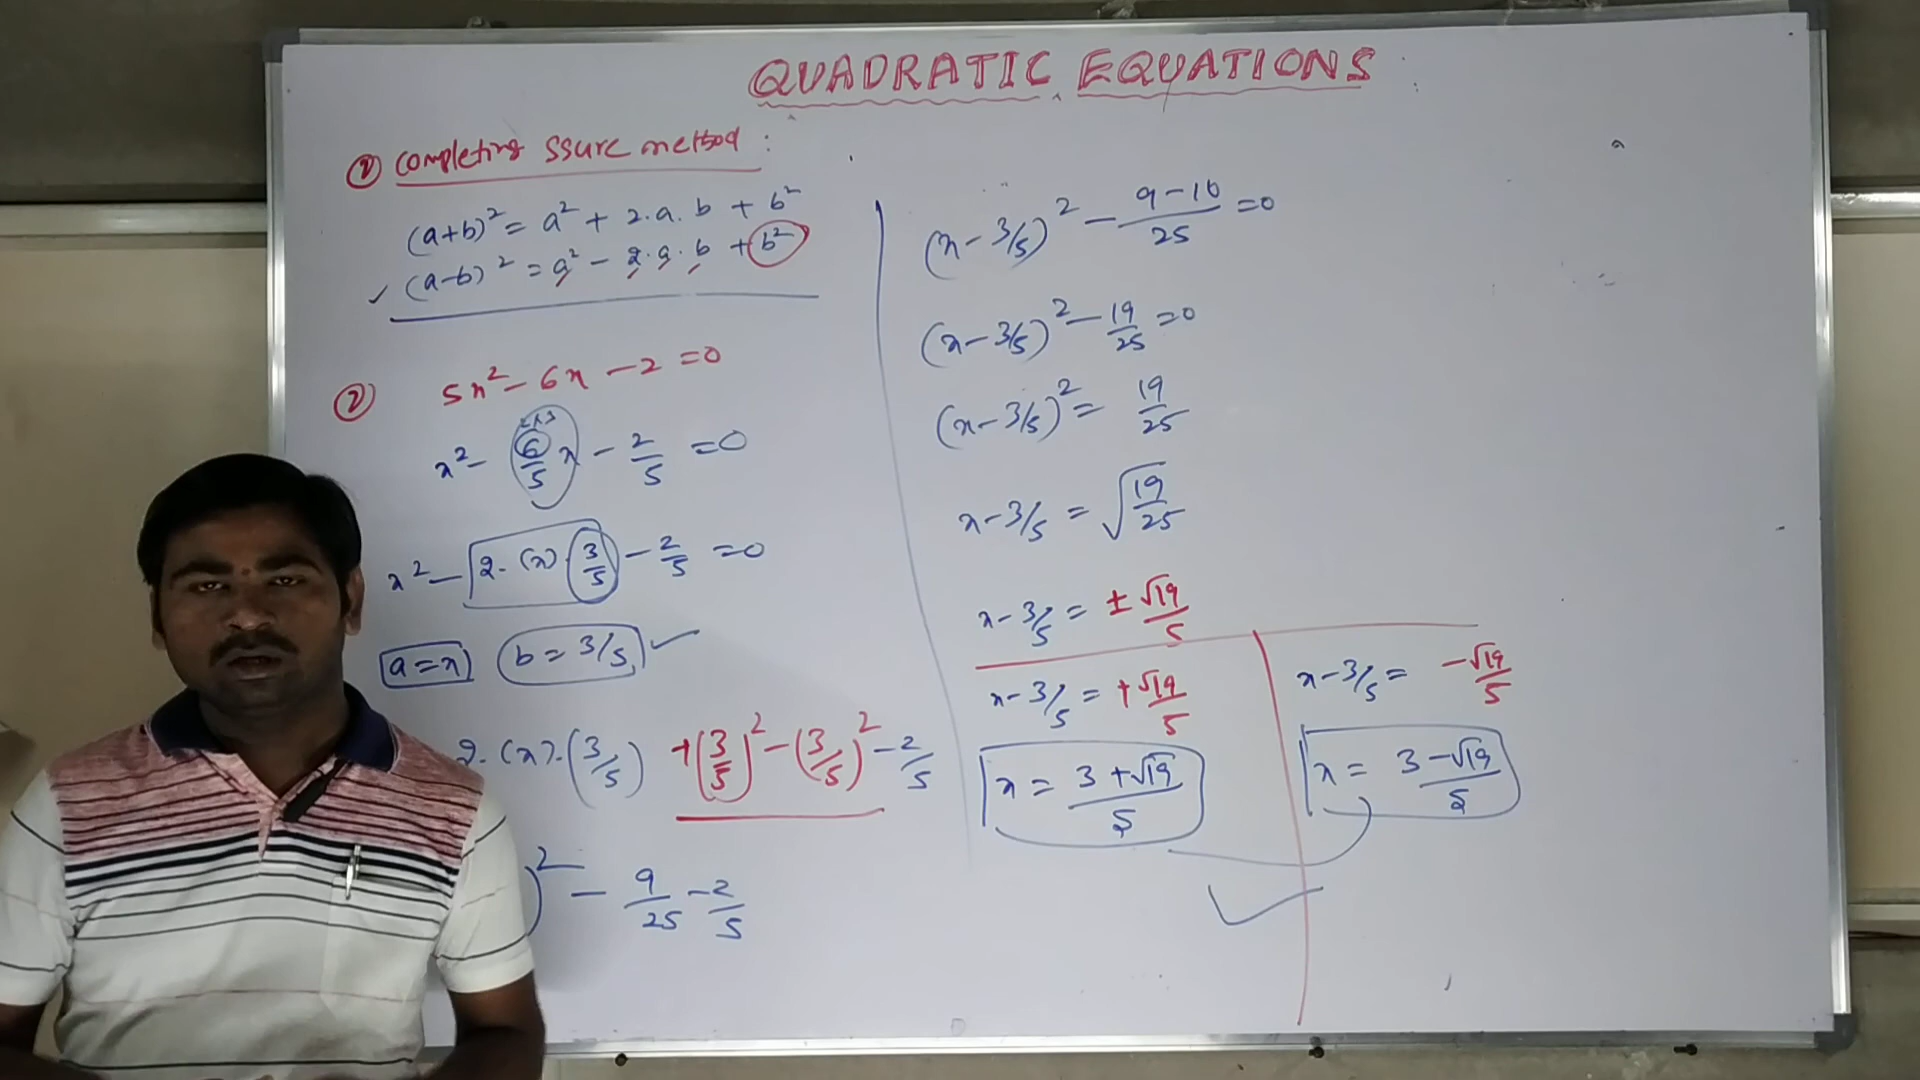 QUADRATIC EQUATIONS
② completing ssure method :
(a+b)² = a² + 2.a.b + b²
✓ (a-b)² = a² - 2.a.b + b²
② 5x² - 6x - 2 = 0
2×3
x² - 6/5 x - 2/5 = 0
x² - 2.(x) 3/5 - 2/5 = 0
a = x b = 3/5 ✓
2.(x).(3/5) + (3/5)² - (3/5)² - 2/5
)² - 9/25 - 2/5
(x - 3/5)² - 9-10/25 = 0
(x - 3/5)² - 19/25 = 0
(x - 3/5)² = 19/25
x - 3/5 = √19/25
x - 3/5 = ± √19/5
x - 3/5 = + √19/5
x = 3 + √19/5
x - 3/5 = - √19/5
x = 3 - √19/5